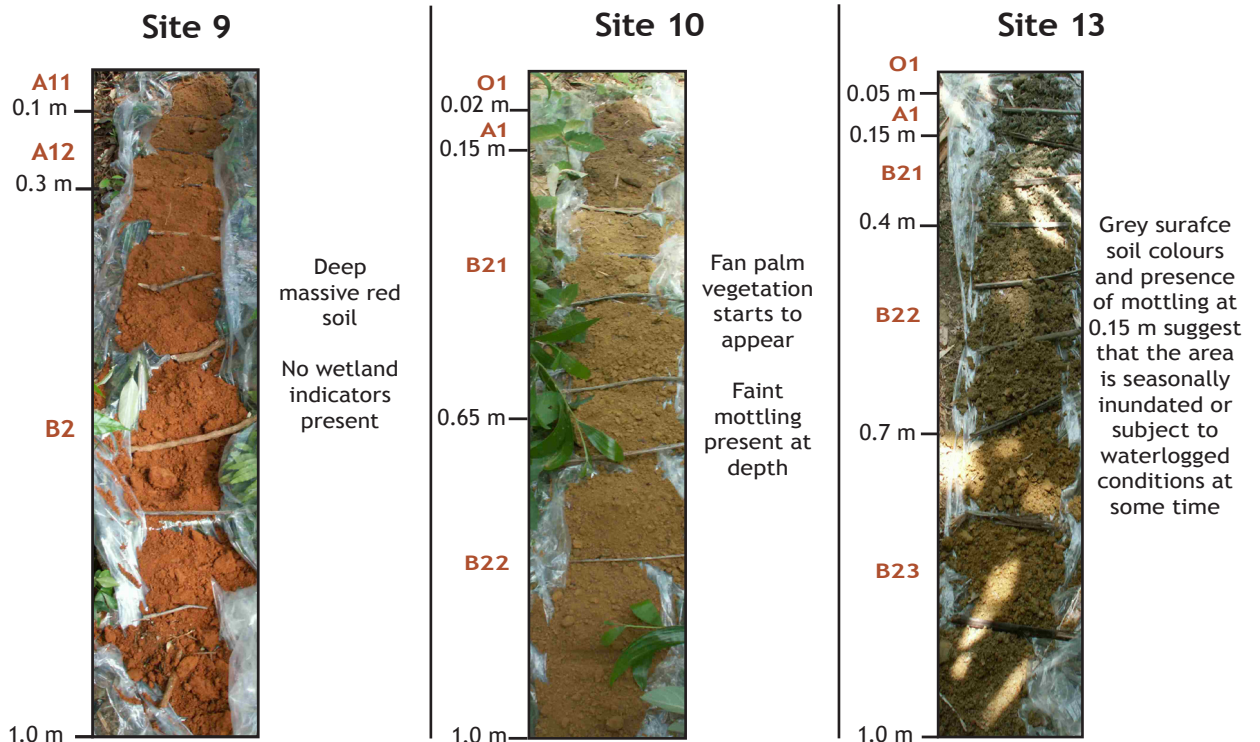 Site 9
A11
0.1 m
A12
0.3 m
B2
1.0 m
Deep
massive red
soil
No wetland
indicators
present
Site 10
O1
0.02 m
A1
0.15 m
B21
0.65 m
B22
1.0 m
Fan palm
vegetation
starts to
appear
Faint
mottling
present at
depth
Site 13
O1
0.05 m
A1
0.15 m
B21
0.4 m
B22
0.7 m
B23
1.0 m
Grey surafce
soil colours
and presence
of mottling at
0.15 m suggest
that the area
is seasonally
inundated or
subject to
waterlogged
conditions at
some time